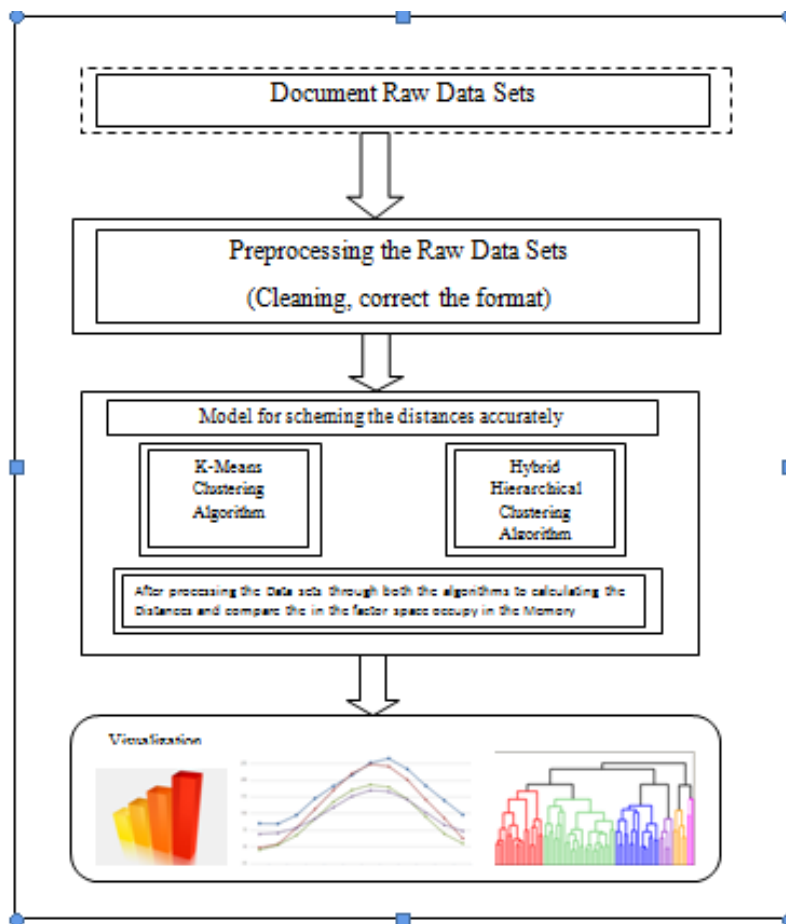 Document Raw Data Sets
Preprocessing the Raw Data Sets
(Cleaning, correct the format)
Model for scheming the distances accurately
K-Means
Clustering
Algorithm
Hybrid
Hierarchical
Clustering
Algorithm
After processing the Data sets through both the algorithms to calculating the
Distances and compare the in the factor space occupy in the Memory
Visualization